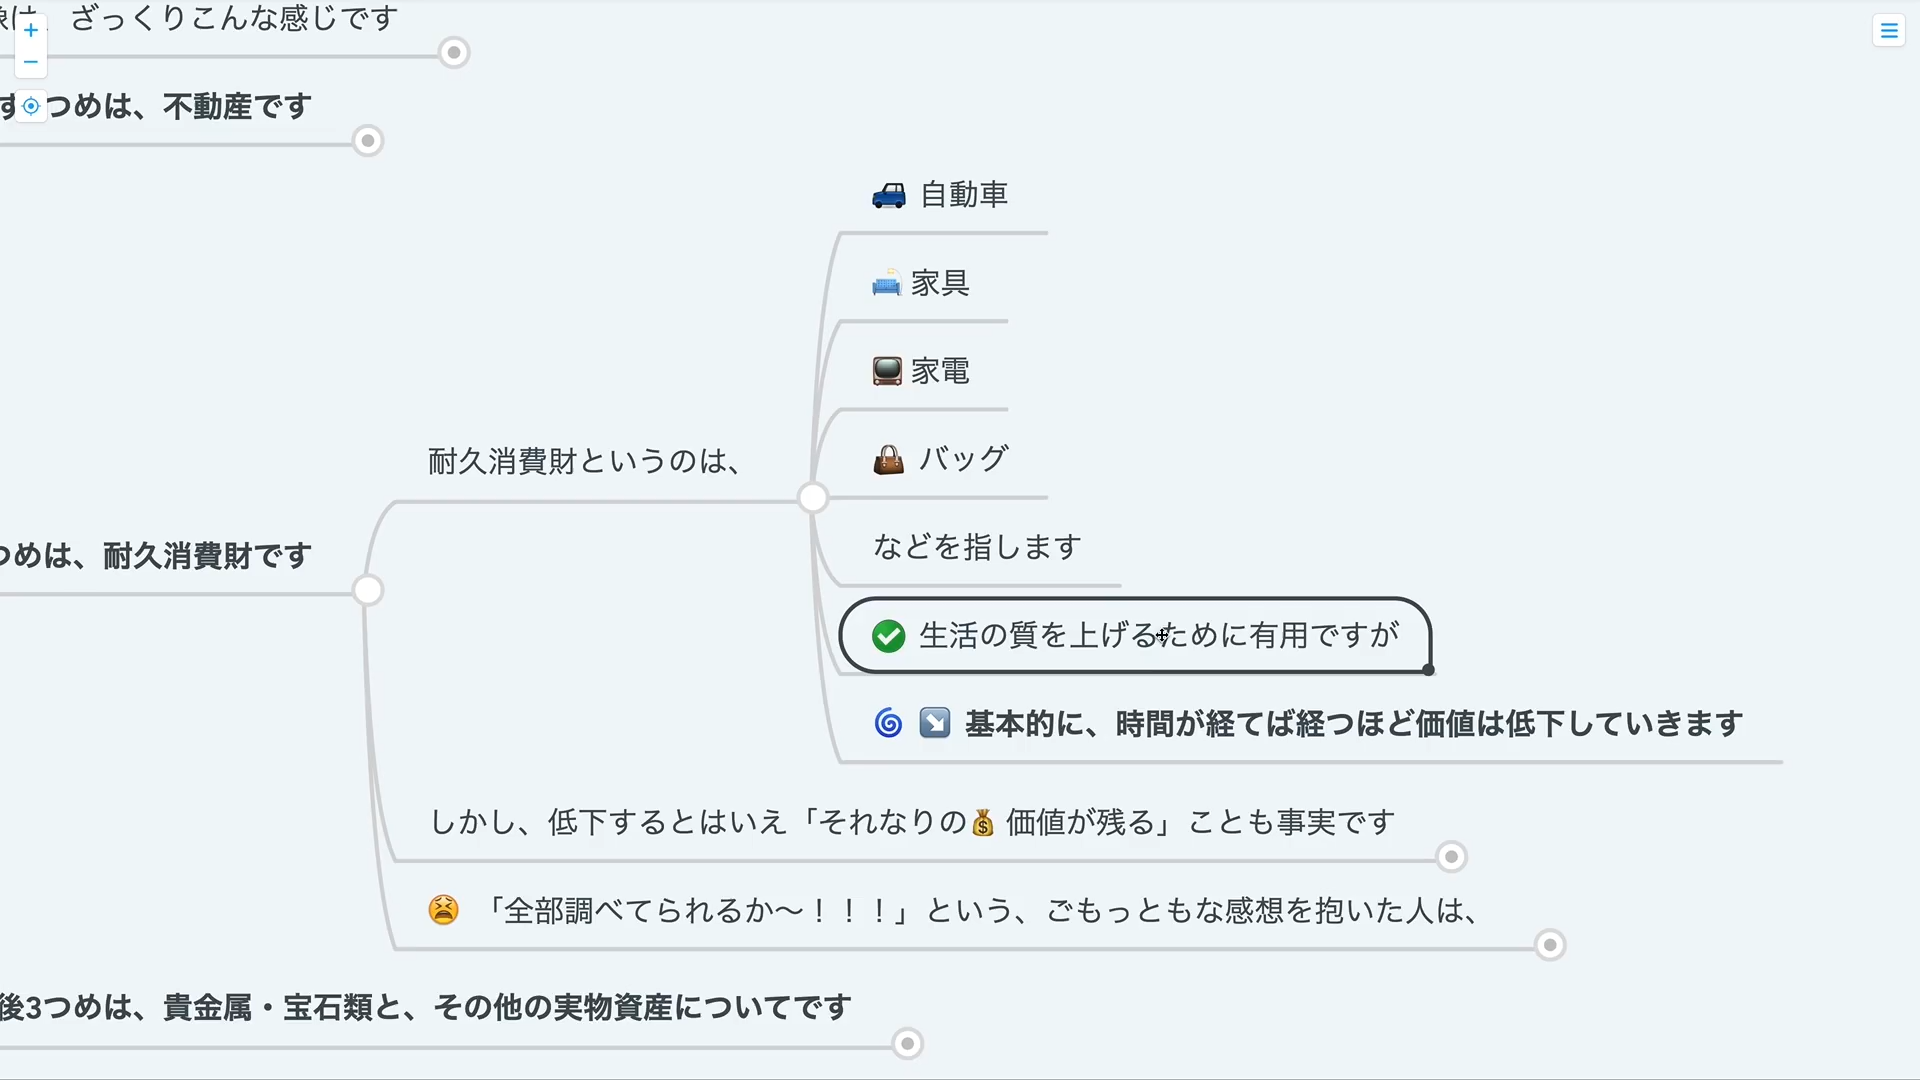 ざっくりこんな感じです
つめは、不動産です
自動車
家具
家電
バッグ
耐久消費財というのは、
などを指します
つめは、耐久消費財です
生活の質を上げるために有用ですが
基本的に、時間が経てば経つほど価値は低下していきます
しかし、低下するとはいえ「それなりの💰 価値が残る」ことも事実です
「全部調べてられるか〜！！！」という、ごもっともな感想を抱いた人は、
後3つめは、貴金属・宝石類と、その他の実物資産についてです